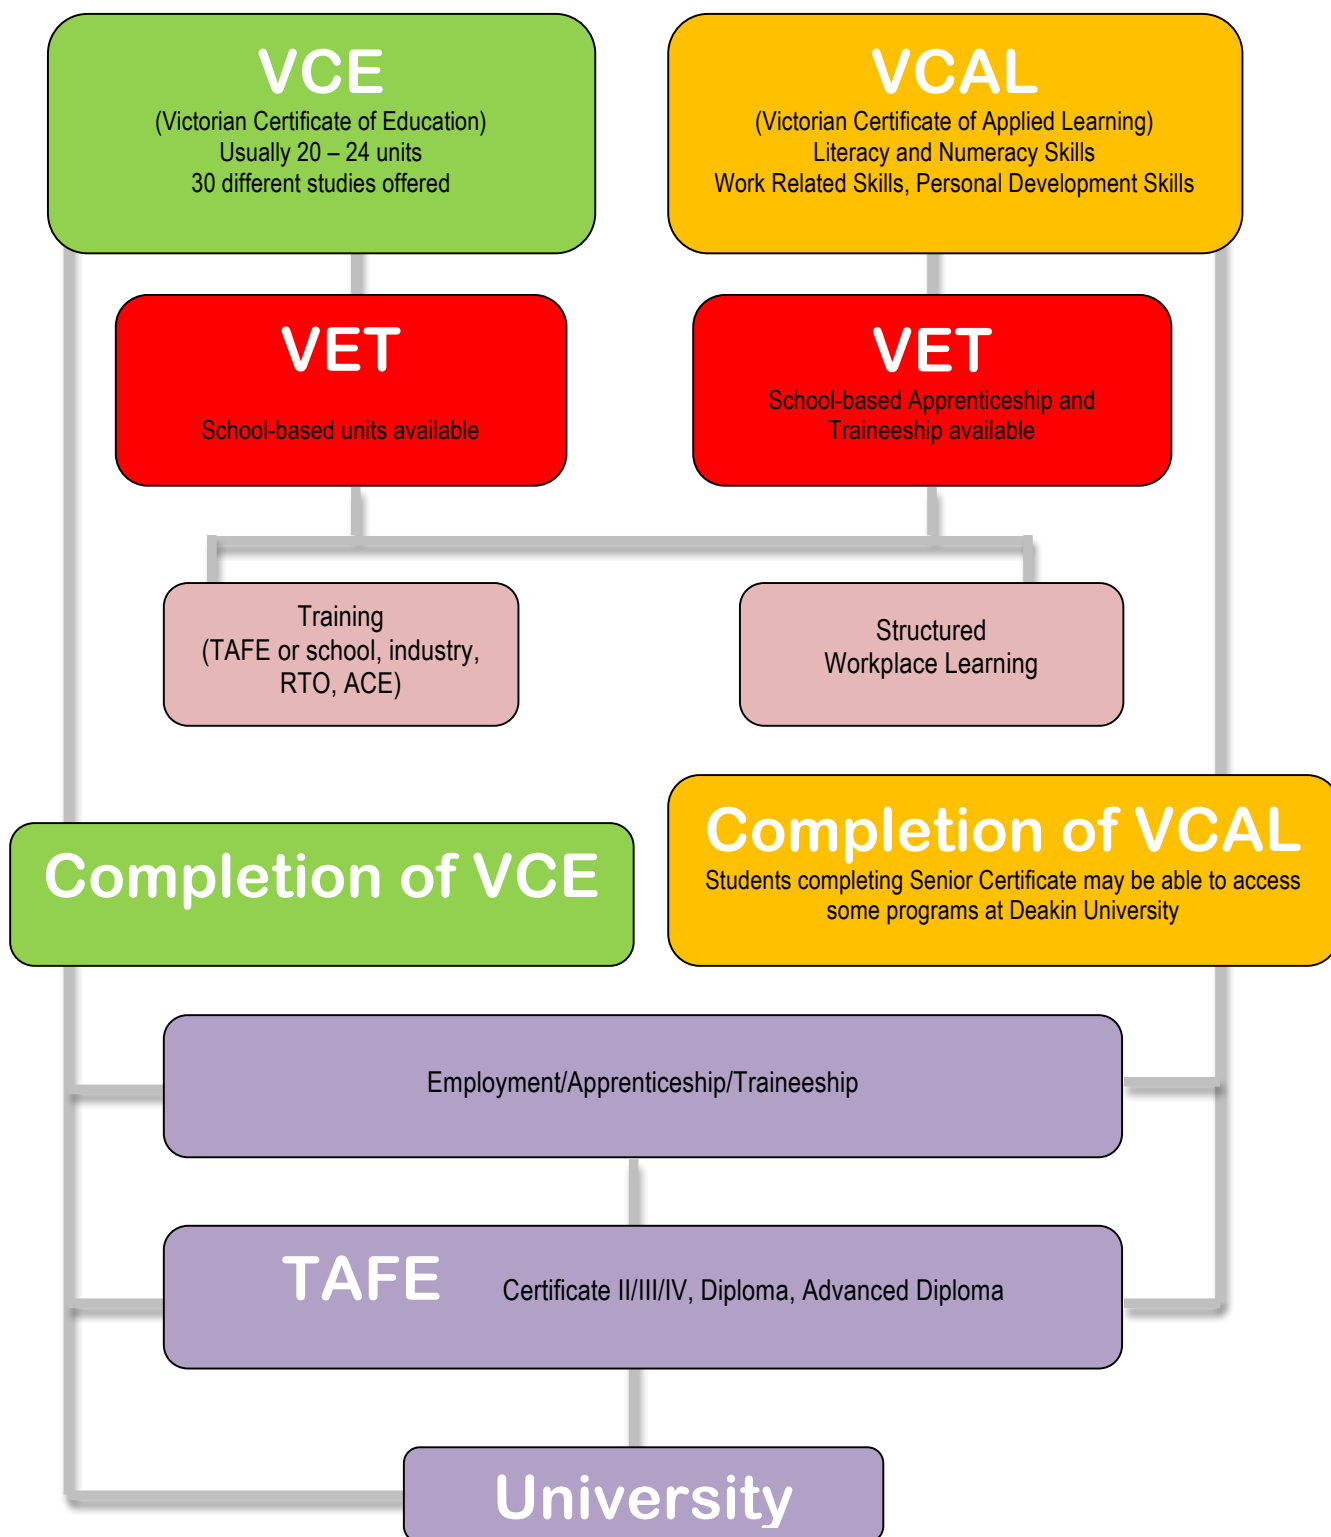 VCE
(Victorian Certificate of Education)
Usually 20 – 24 units
30 different studies offered
VCAL
(Victorian Certificate of Applied Learning)
Literacy and Numeracy Skills
Work Related Skills, Personal Development Skills
VET
School-based units available
VET
School-based Apprenticeship and
Traineeship available
Training
(TAFE or school, industry,
RTO, ACE)
Structured
Workplace Learning
Completion of VCE
Completion of VCAL
Students completing Senior Certificate may be able to access
some programs at Deakin University
Employment/Apprenticeship/Traineeship
TAFE Certificate II/III/IV, Diploma, Advanced Diploma
University